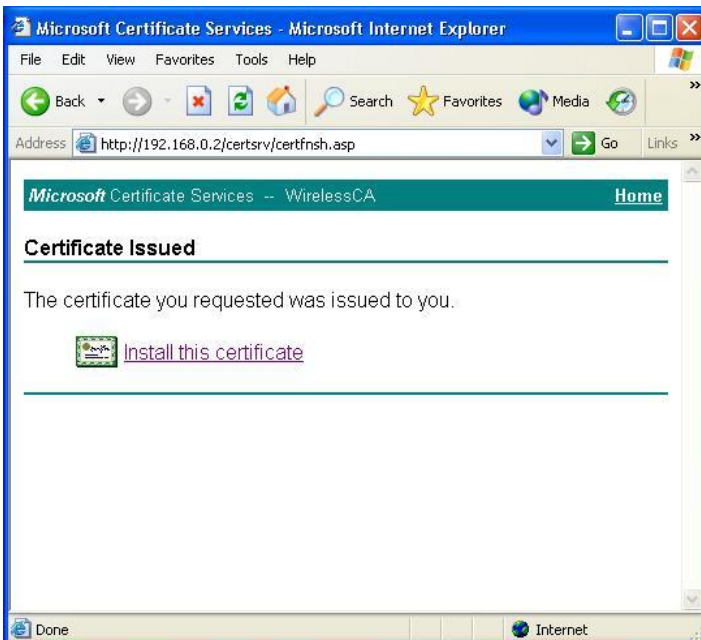 Microsoft Certificate Services - Microsoft Internet Explorer
File Edit View Favorites Tools Help
Back Search Favorites Media »
Address http://192.168.0.2/certsrv/certfnsh.asp Go Links »
Microsoft Certificate Services -- WirelessCA Home
Certificate Issued
The certificate you requested was issued to you.
Install this certificate
Done Internet